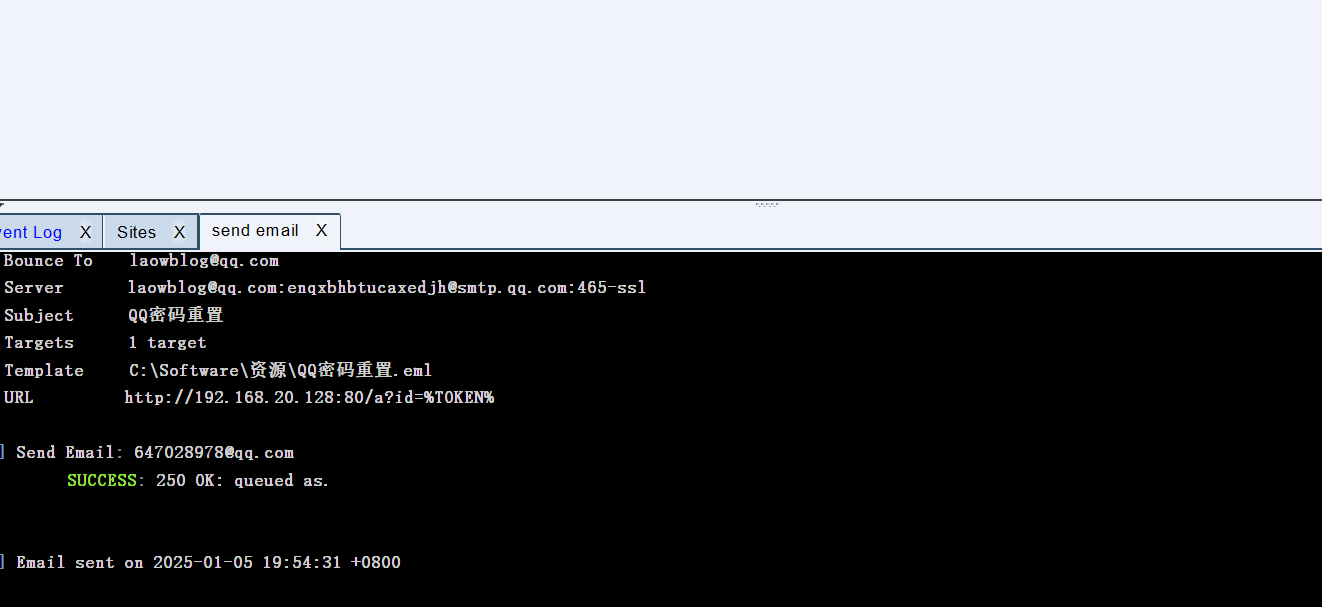 vent Log X Sites X send email X
Bounce To laowblog@qq.com
Server laowblog@qq.com:enqxbhbtucaxedjh@smtp.qq.com:465-ssl
Subject QQ密码重置
Targets 1 target
Template C:\Software\资源\QQ密码重置.eml
URL http://192.168.20.128:80/a?id=%TOKEN%
] Send Email: 647028978@qq.com
SUCCESS: 250 OK: queued as.
] Email sent on 2025-01-05 19:54:31 +0800